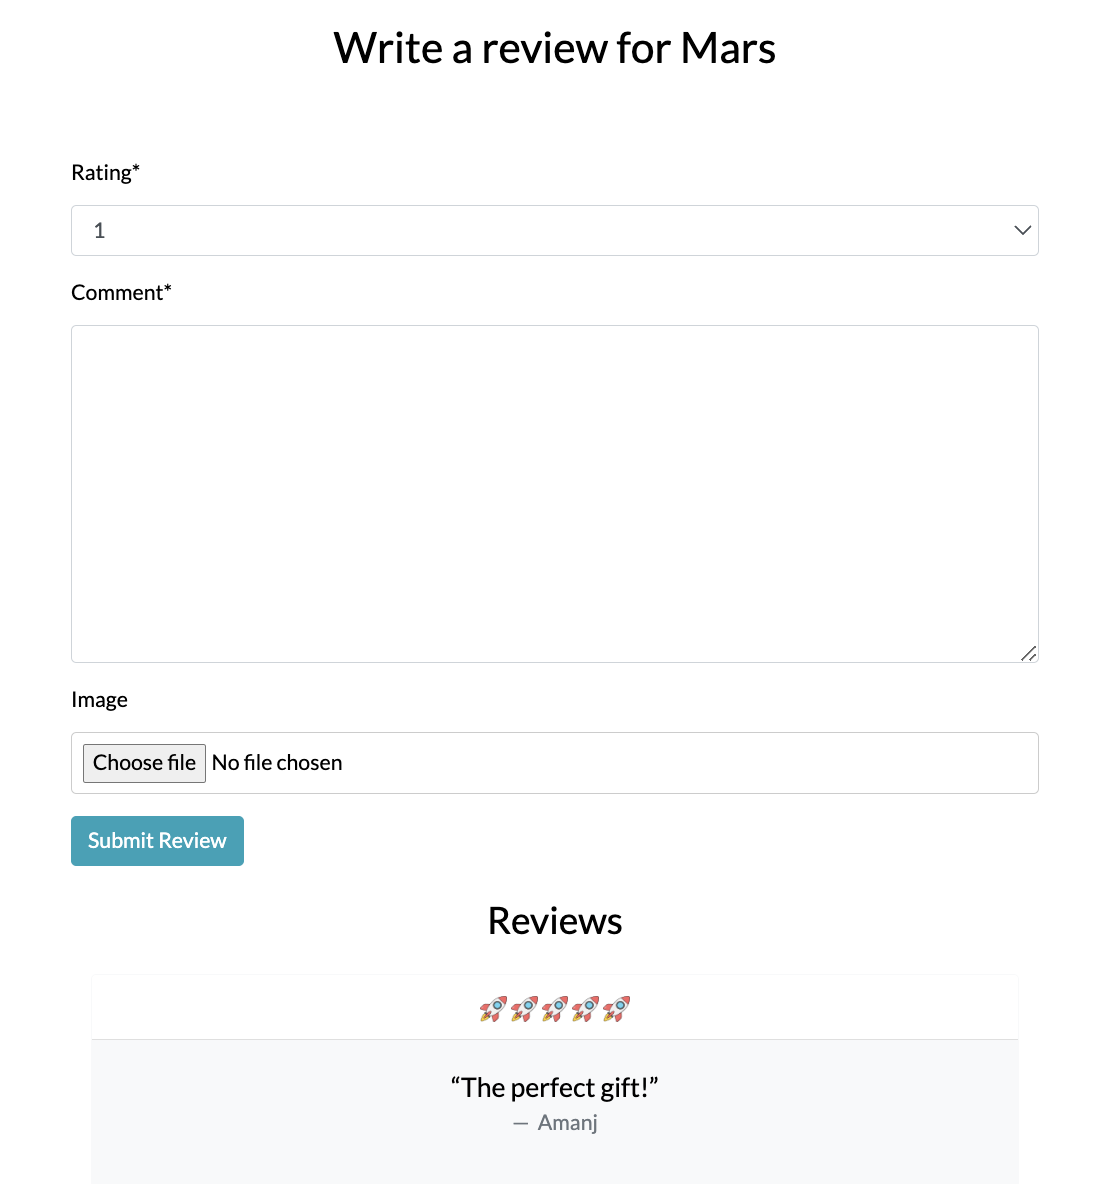 Write a review for Mars
Rating*
1
Comment*
Image
Choose file No file chosen
Submit Review
Reviews
🚀🚀🚀🚀🚀
“The perfect gift!”
— Amanj